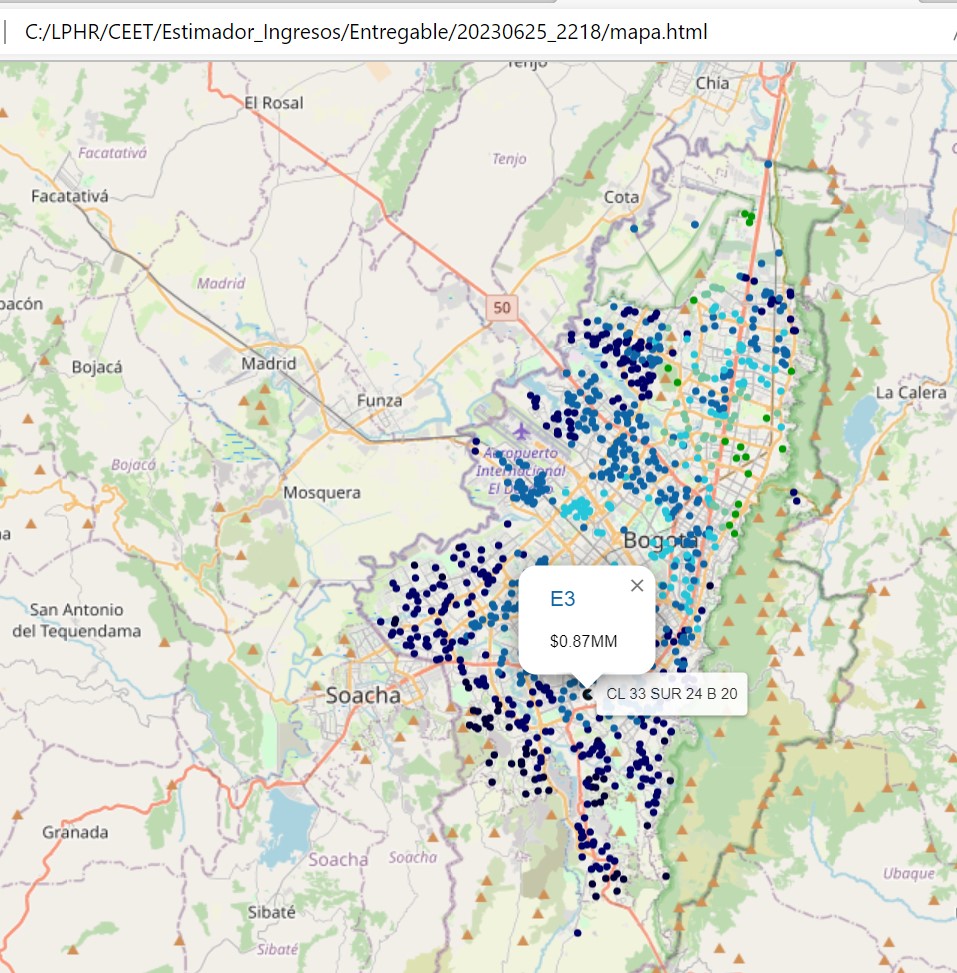 C:/LPHR/CEET/Estimador_Ingresos/Entregable/20230625_2218/mapa.html
Tenjo
Chía
El Rosal
Facatativá
Tenjo
Facatativá
Cota
Madrid
50
Bojacá
Madrid
Funza
La Calera
Aeropuerto
Internacional
Bojacá
Mosquera
Bogotá
E3
$0.87MM
San Antonio
del Tequendama
Soacha
CL 33 SUR 24 B 20
Granada
Soacha
Soacha
Ubaque
Sibaté
Sibaté